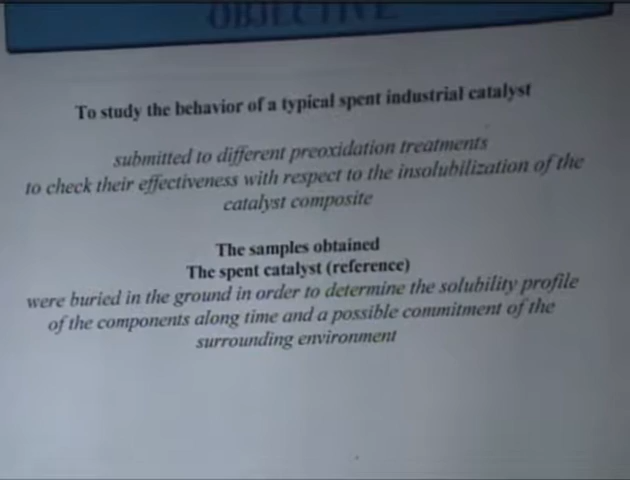 OBJECTIVE
To study the behavior of a typical spent industrial catalyst
submitted to different preoxidation treatments
to check their effectiveness with respect to the insolubilization of the
catalyst composite
The samples obtained
The spent catalyst (reference)
were buried in the ground in order to determine the solubility profile
of the components along time and a possible commitment of the
surrounding environment